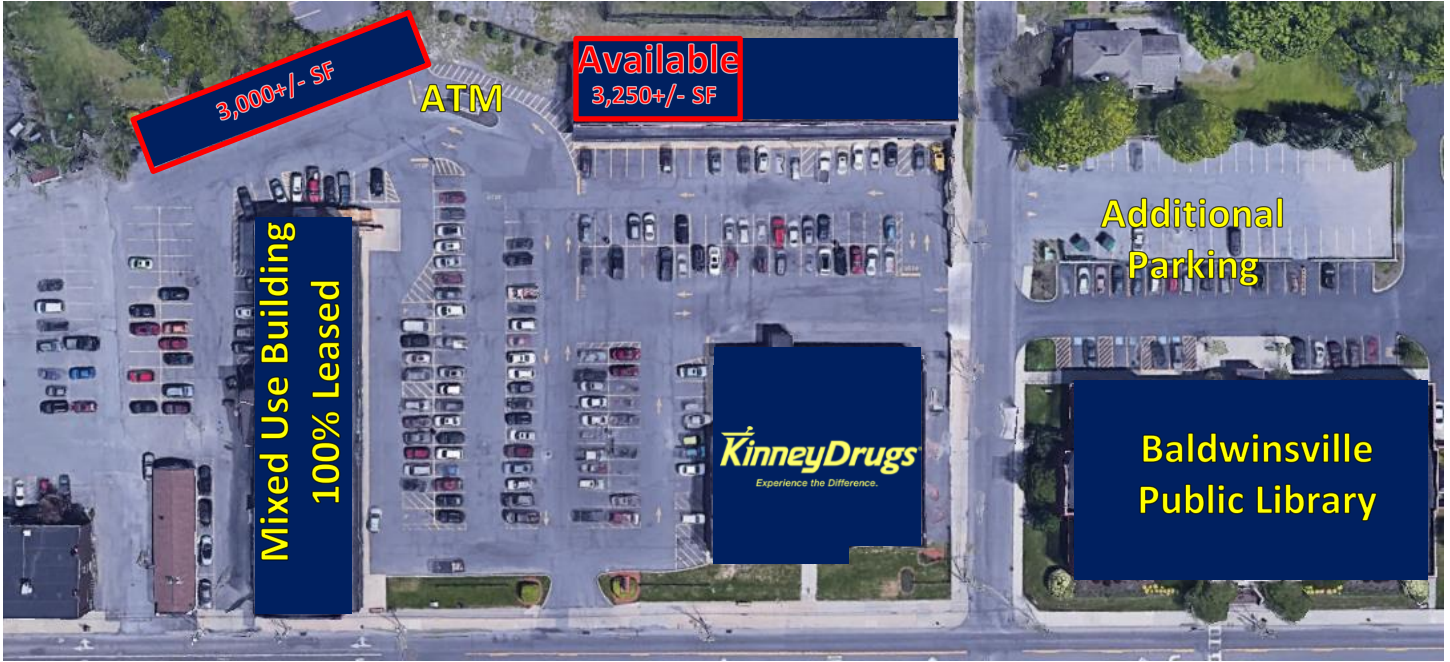 3,000+/- SF
ATM
Available
3,250+/- SF
Additional
Parking
Mixed Use Building
100% Leased
KinneyDrugs
Experience the Difference.
Baldwinsville
Public Library